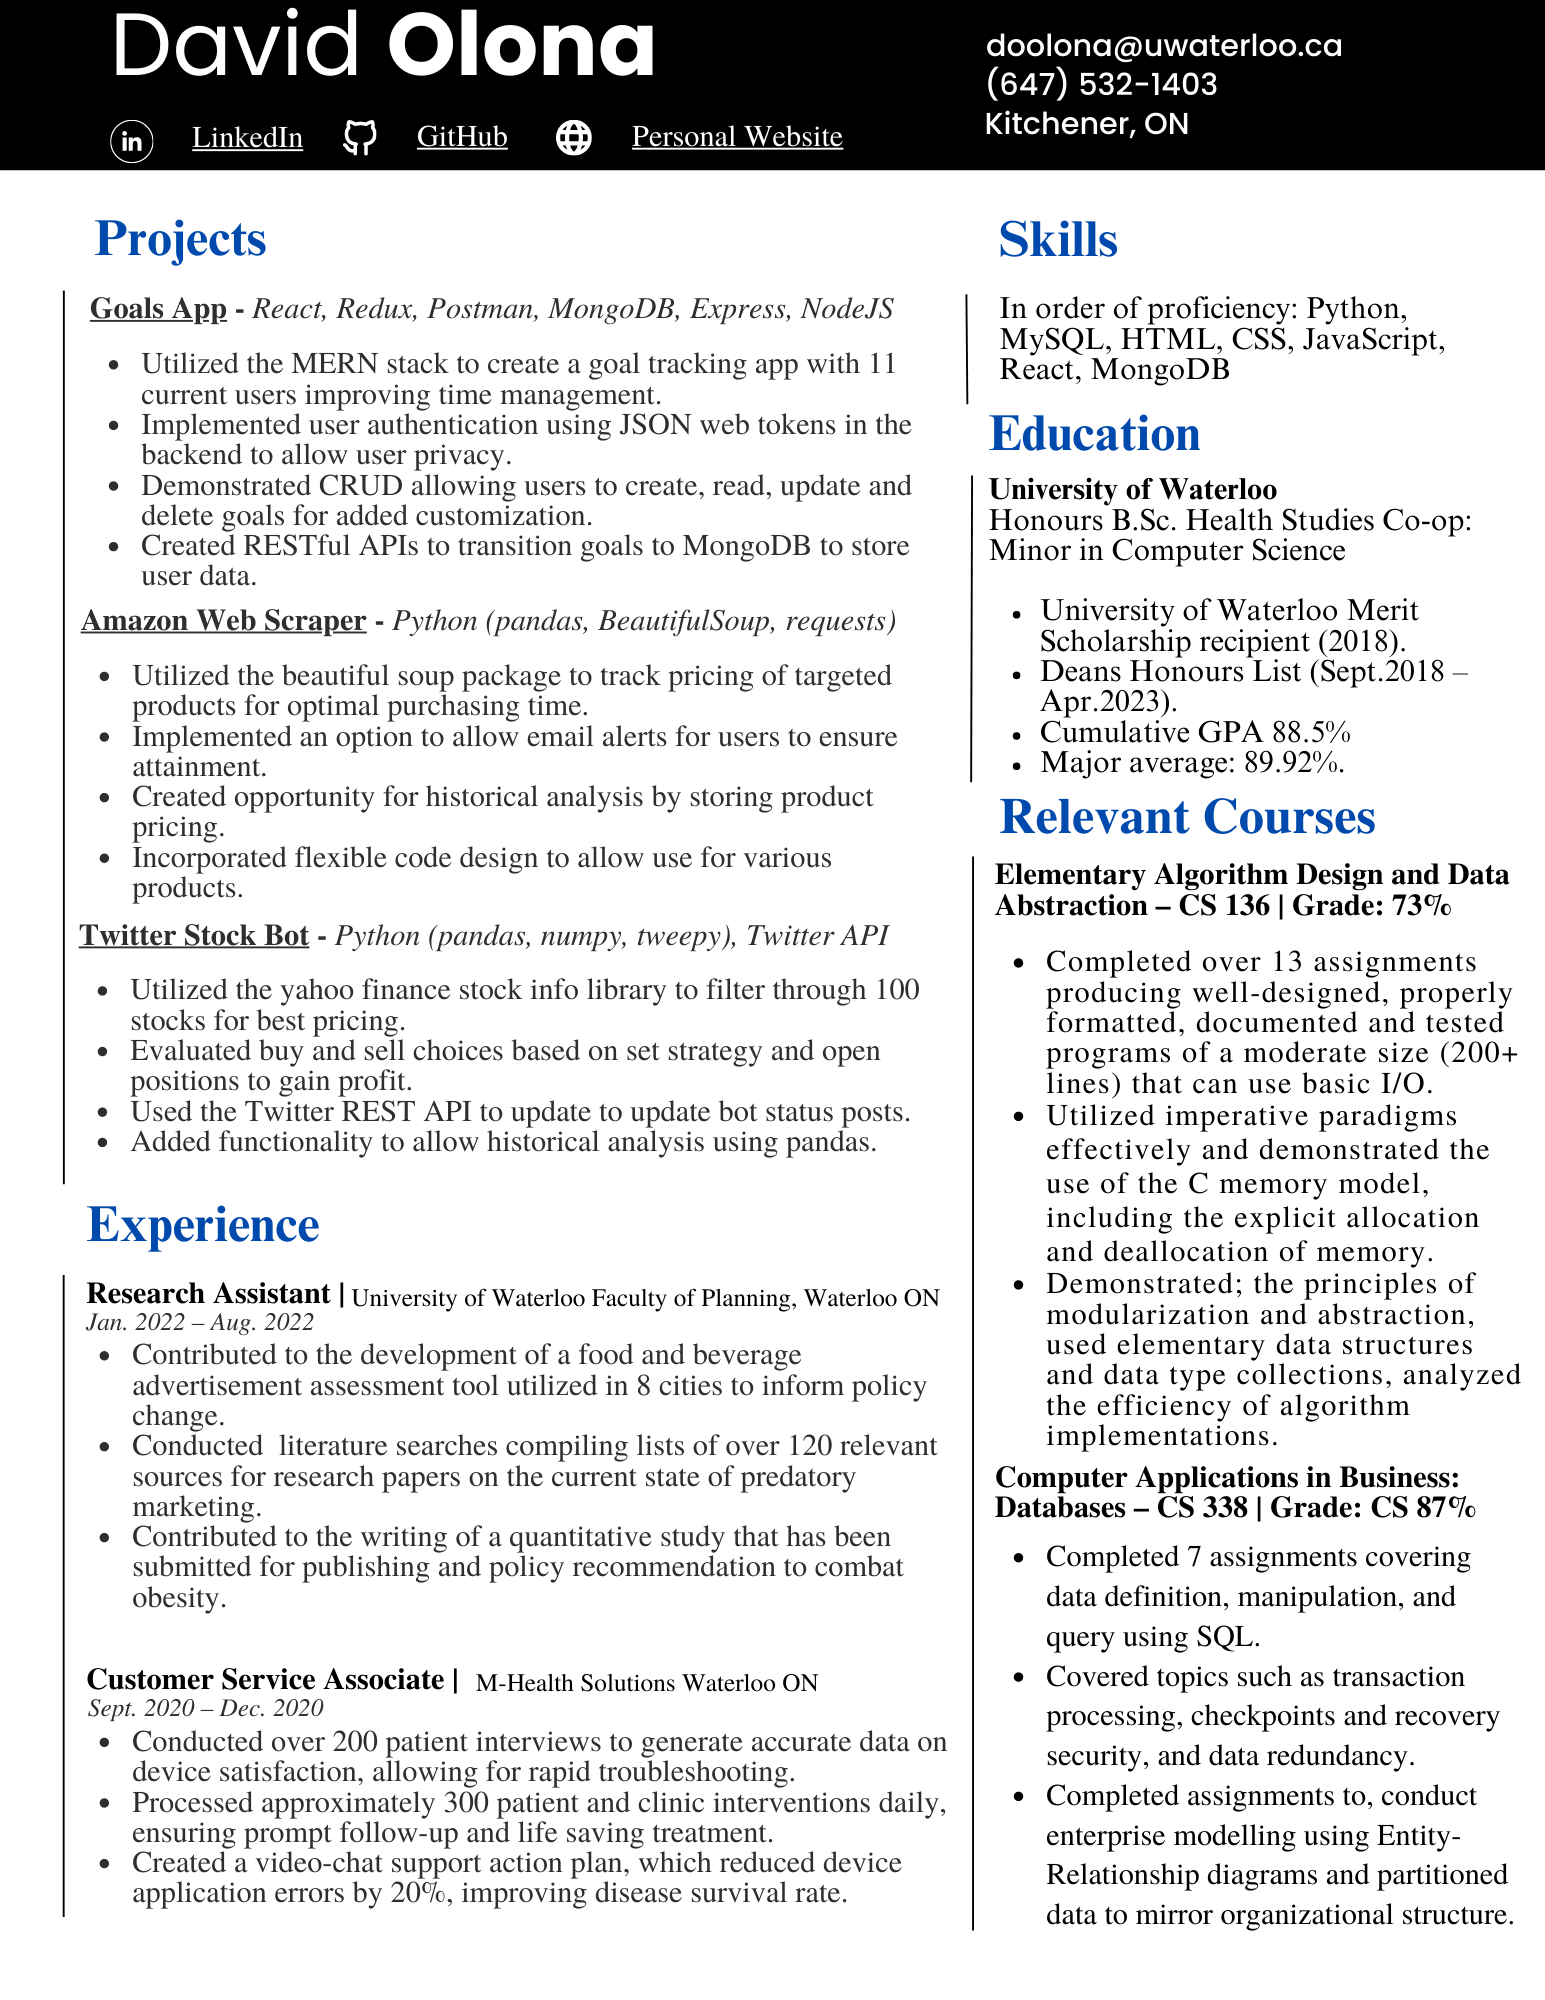 David Olona
doolona@uwaterloo.ca
(647) 532-1403
Kitchener, ON
LinkedIn
GitHub
Personal Website
Projects
Goals App - React, Redux, Postman, MongoDB, Express, NodeJS
Utilized the MERN stack to create a goal tracking app with 11
current users improving time management.
Implemented user authentication using JSON web tokens in the
backend to allow user privacy.
Demonstrated CRUD allowing users to create, read, update and
delete goals for added customization.
Created RESTful APIs to transition goals to MongoDB to store
user data.
Amazon Web Scraper - Python (pandas, BeautifulSoup, requests)
Utilized the beautiful soup package to track pricing of targeted
products for optimal purchasing time.
Implemented an option to allow email alerts for users to ensure
attainment.
Created opportunity for historical analysis by storing product
pricing.
Incorporated flexible code design to allow use for various
products.
Twitter Stock Bot - Python (pandas, numpy, tweepy), Twitter API
Utilized the yahoo finance stock info library to filter through 100
stocks for best pricing.
Evaluated buy and sell choices based on set strategy and open
positions to gain profit.
Used the Twitter REST API to update to update bot status posts.
Added functionality to allow historical analysis using pandas.
Experience
Research Assistant | University of Waterloo Faculty of Planning, Waterloo ON
Jan. 2022 – Aug. 2022
Contributed to the development of a food and beverage
advertisement assessment tool utilized in 8 cities to inform policy
change.
Conducted  literature searches compiling lists of over 120 relevant
sources for research papers on the current state of predatory
marketing.
Contributed to the writing of a quantitative study that has been
submitted for publishing and policy recommendation to combat
obesity.
Customer Service Associate | M-Health Solutions Waterloo ON
Sept. 2020 – Dec. 2020
Conducted over 200 patient interviews to generate accurate data on
device satisfaction, allowing for rapid troubleshooting.
Processed approximately 300 patient and clinic interventions daily,
ensuring prompt follow-up and life saving treatment.
Created a video-chat support action plan, which reduced device
application errors by 20%, improving disease survival rate.
Skills
In order of proficiency: Python,
MySQL, HTML, CSS, JavaScript,
React, MongoDB
Education
University of Waterloo
Honours B.Sc. Health Studies Co-op:
Minor in Computer Science
University of Waterloo Merit
Scholarship recipient (2018).
Deans Honours List (Sept.2018 –
Apr.2023).
Cumulative GPA 88.5%
Major average: 89.92%.
Relevant Courses
Elementary Algorithm Design and Data
Abstraction – CS 136 | Grade: 73%
Completed over 13 assignments
producing well-designed, properly
formatted, documented and tested
programs of a moderate size (200+
lines) that can use basic I/O.
Utilized imperative paradigms
effectively and demonstrated the
use of the C memory model,
including the explicit allocation
and deallocation of memory.
Demonstrated; the principles of
modularization and abstraction,
used elementary data structures
and data type collections, analyzed
the efficiency of algorithm
implementations.
Computer Applications in Business:
Databases – CS 338 | Grade: CS 87%
Completed 7 assignments covering
data definition, manipulation, and
query using SQL.
Covered topics such as transaction
processing, checkpoints and recovery
security, and data redundancy.
Completed assignments to, conduct
enterprise modelling using Entity-
Relationship diagrams and partitioned
data to mirror organizational structure.